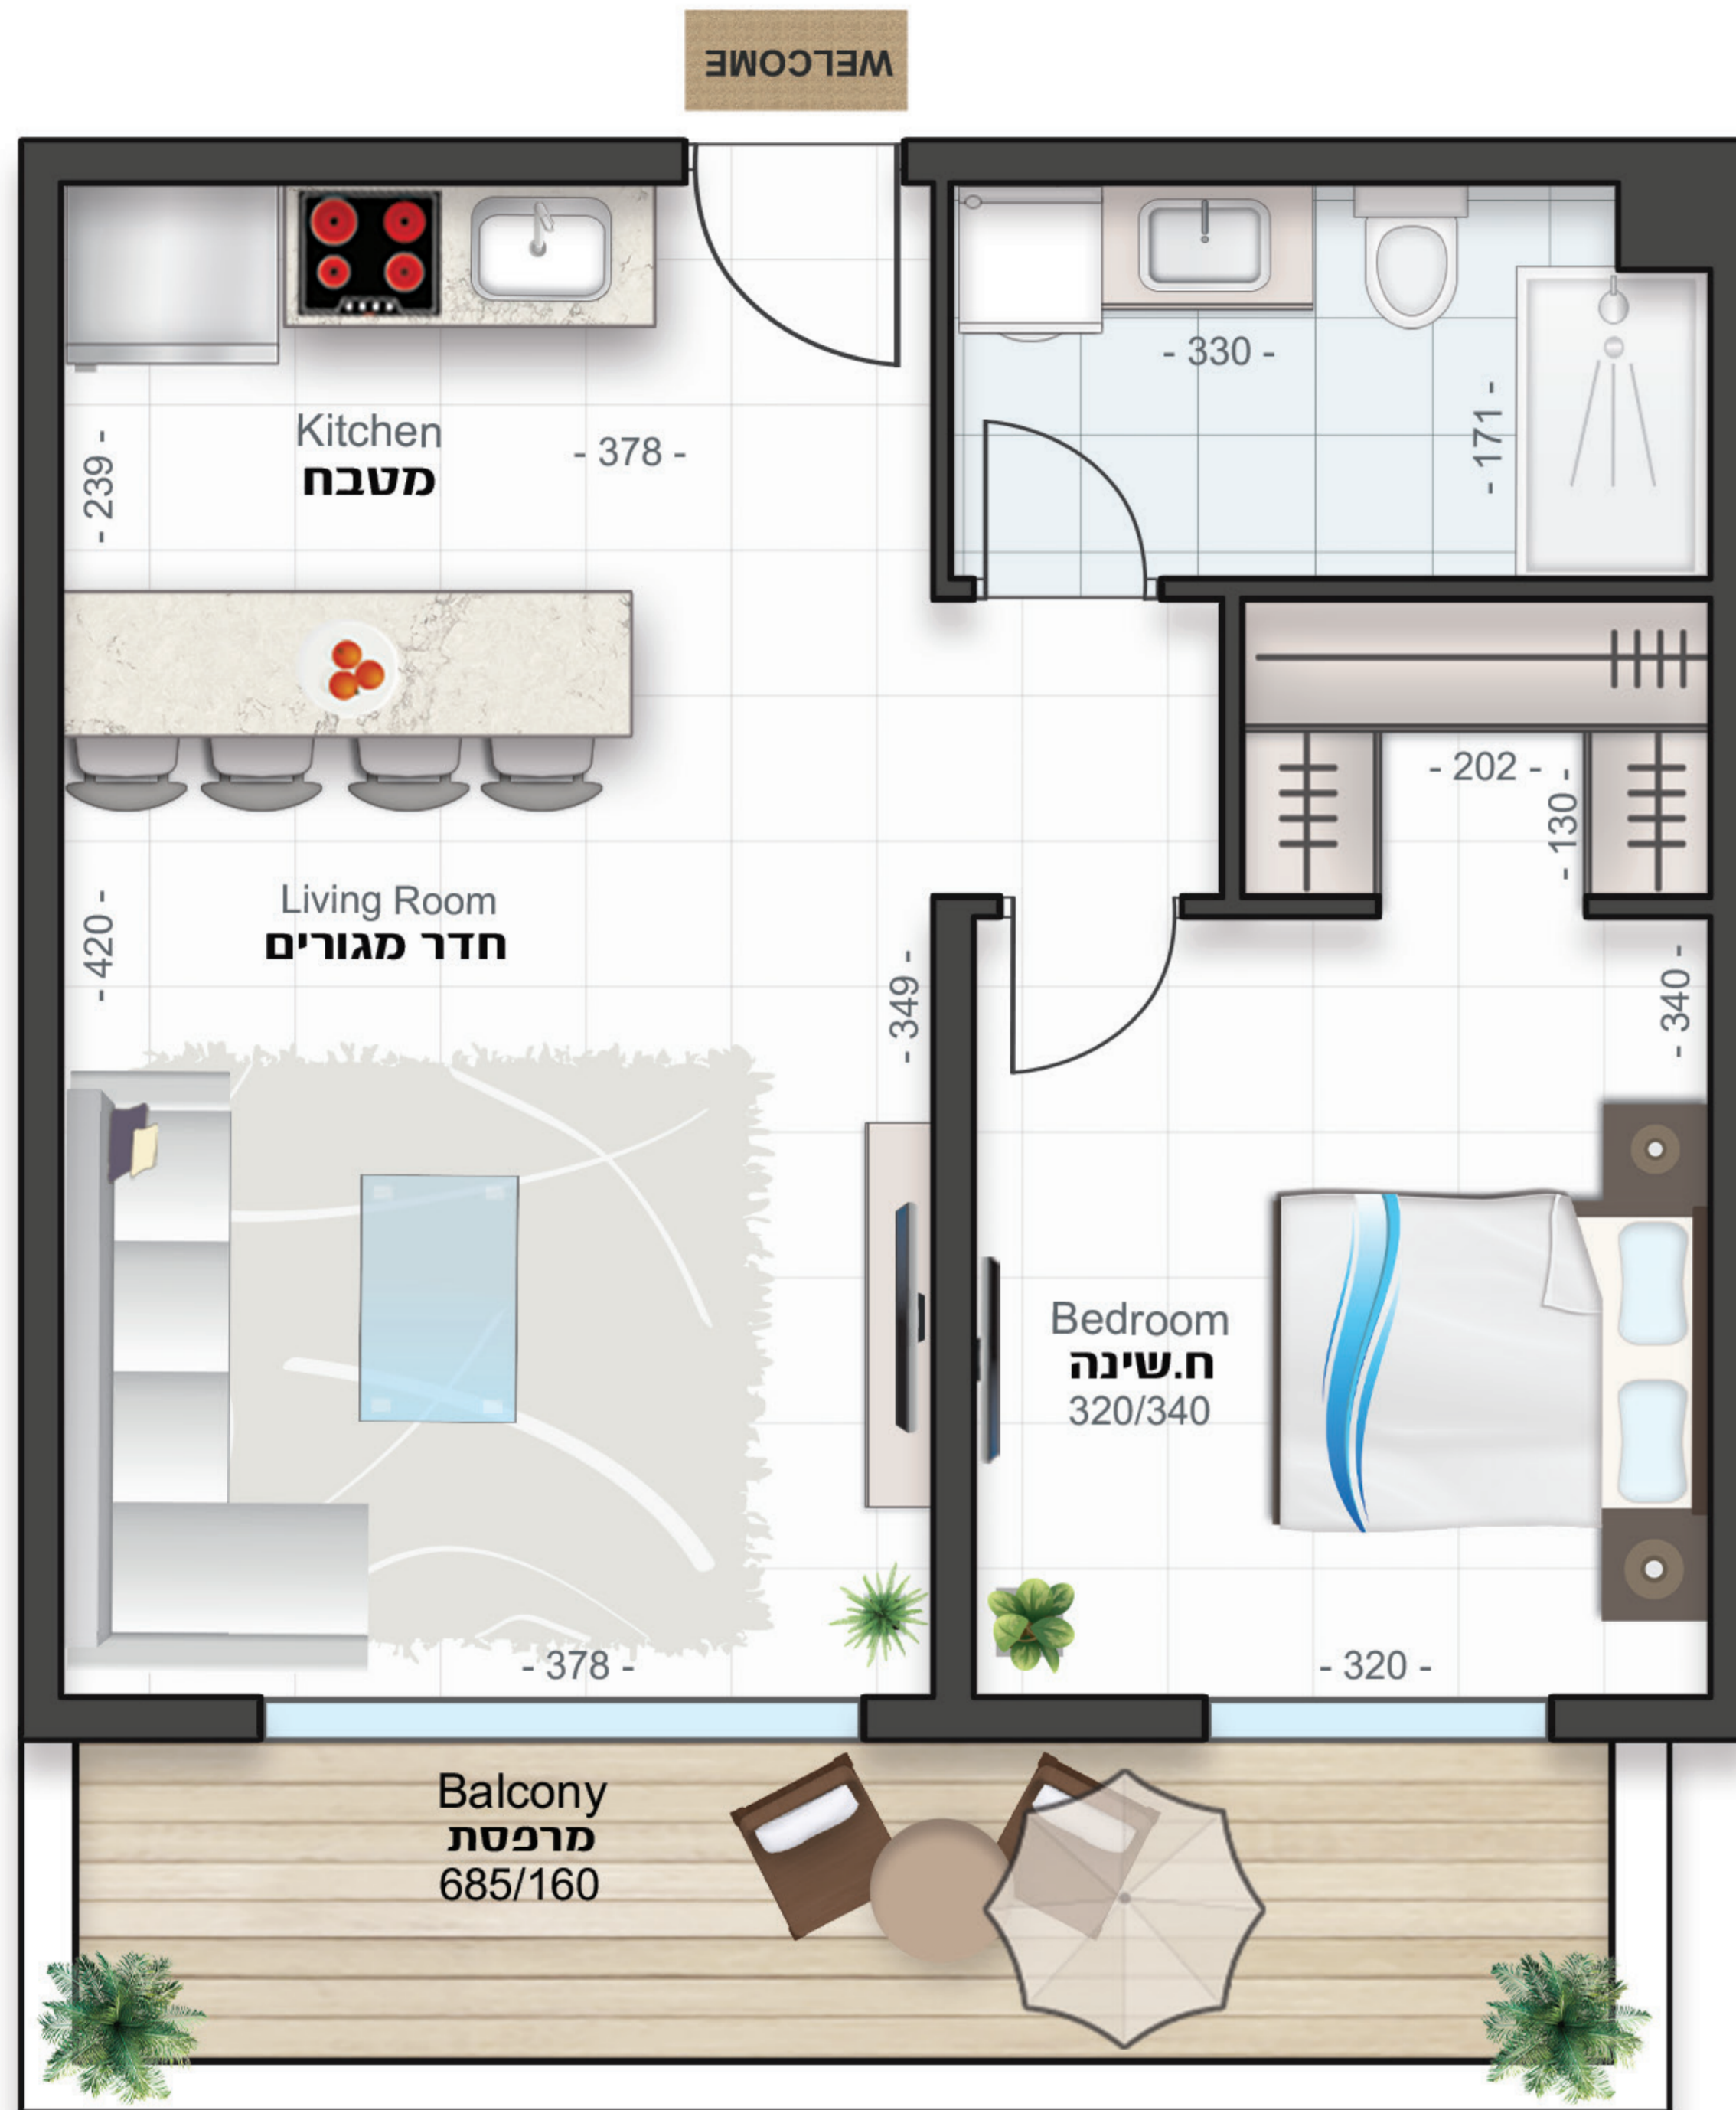 WELCOME
- 330 -
- 171 -
Kitchen
מטבח
- 378 -
- 239 -
- 202 -
- 130 -
Living Room
חדר מגורים
- 420 -
- 349 -
- 340 -
Bedroom
ח.שינה
320/340
- 378 -
- 320 -
Balcony
מרפסת
685/160